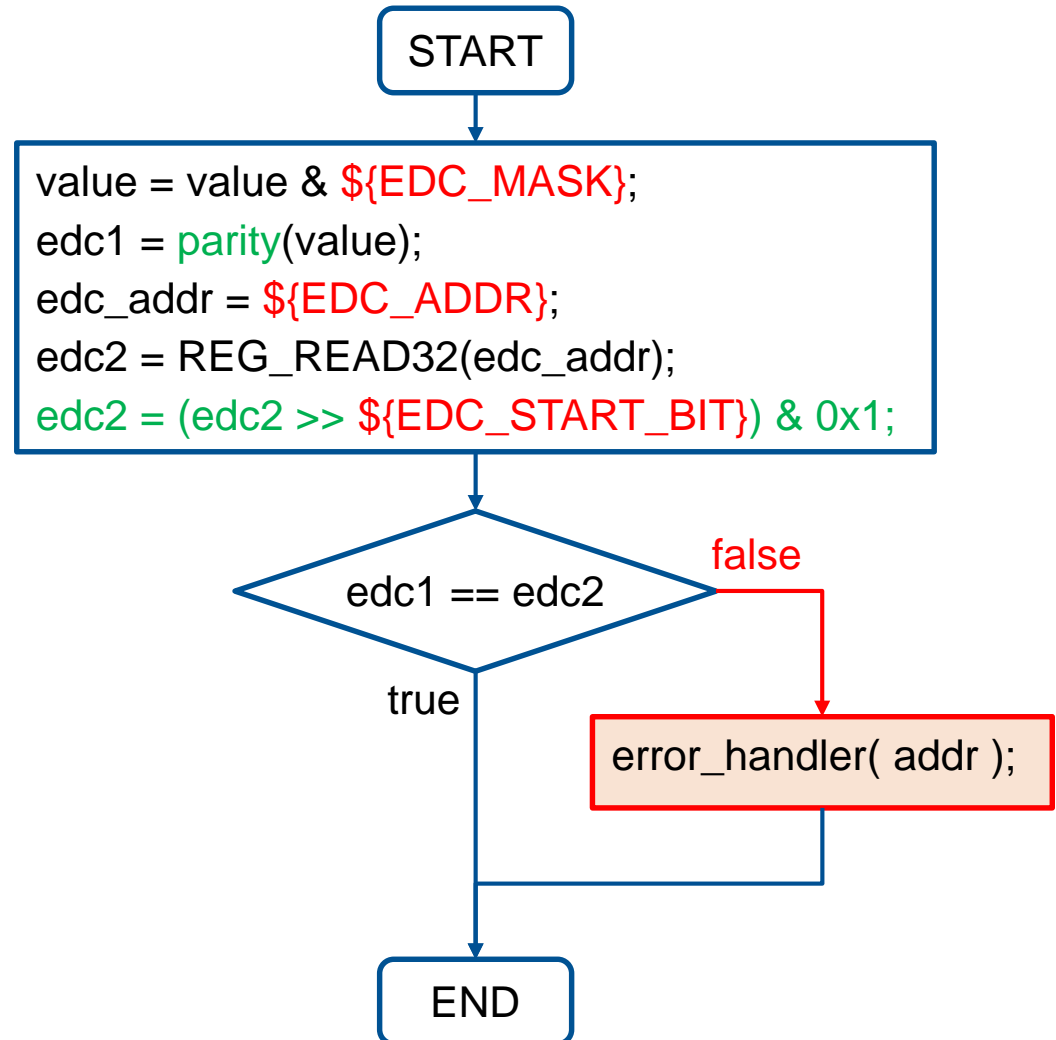 START
value = value & ${EDC_MASK};
edc1 = parity(value);
edc_addr = ${EDC_ADDR};
edc2 = REG_READ32(edc_addr);
edc2 = (edc2 >> ${EDC_START_BIT}) & 0x1;
edc1 == edc2
false
true
error_handler( addr );
END